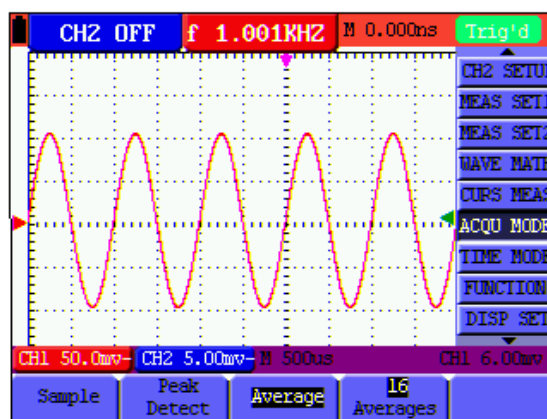 CH2 OFF
f 1.001KHZ
M 0.000ns
Trig'd
CH2 SETU
MEAS SET1
MEAS SET2
WAVE MATH
CURS MEAS
ACQU MODE
TIME MODE
FUNCTION
DISP SET
CH1 50.0mv~ CH2 5.00mv~ M 500us CH1 6.00mv
Sample
Peak
Detect
Average
16
Averages